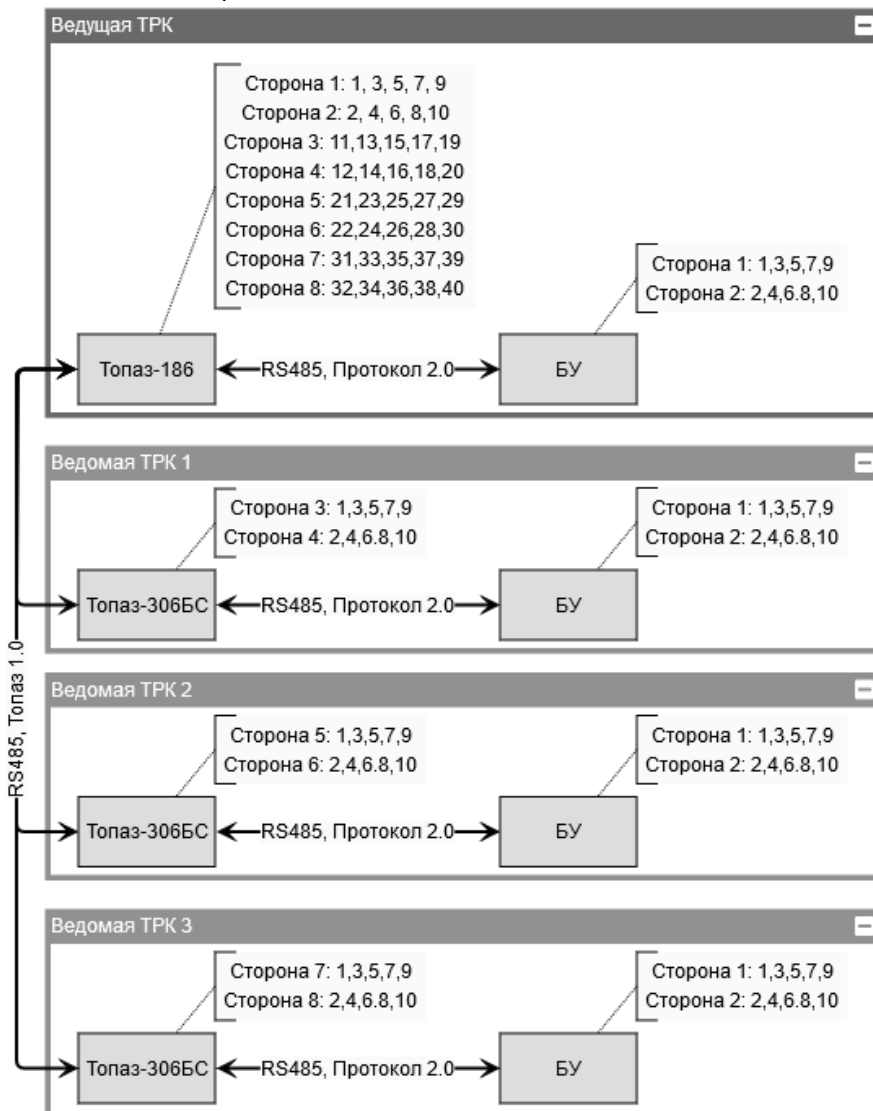 Ведущая ТРК
Сторона 1: 1, 3, 5, 7, 9
Сторона 2: 2, 4, 6, 8,10
Сторона 3: 11,13,15,17,19
Сторона 4: 12,14,16,18,20
Сторона 5: 21,23,25,27,29
Сторона 6: 22,24,26,28,30
Сторона 7: 31,33,35,37,39
Сторона 8: 32,34,36,38,40
Сторона 1: 1,3,5,7,9
Сторона 2: 2,4,6.8,10
Топаз-186
RS485, Протокол 2.0
БУ
Ведомая ТРК 1
Сторона 3: 1,3,5,7,9
Сторона 4: 2,4,6.8,10
Сторона 1: 1,3,5,7,9
Сторона 2: 2,4,6.8,10
Топаз-306БС
RS485, Протокол 2.0
БУ
RS485, Топаз 1.0
Ведомая ТРК 2
Сторона 5: 1,3,5,7,9
Сторона 6: 2,4,6.8,10
Сторона 1: 1,3,5,7,9
Сторона 2: 2,4,6.8,10
Топаз-306БС
RS485, Протокол 2.0
БУ
Ведомая ТРК 3
Сторона 7: 1,3,5,7,9
Сторона 8: 2,4,6.8,10
Сторона 1: 1,3,5,7,9
Сторона 2: 2,4,6.8,10
Топаз-306БС
RS485, Протокол 2.0
БУ